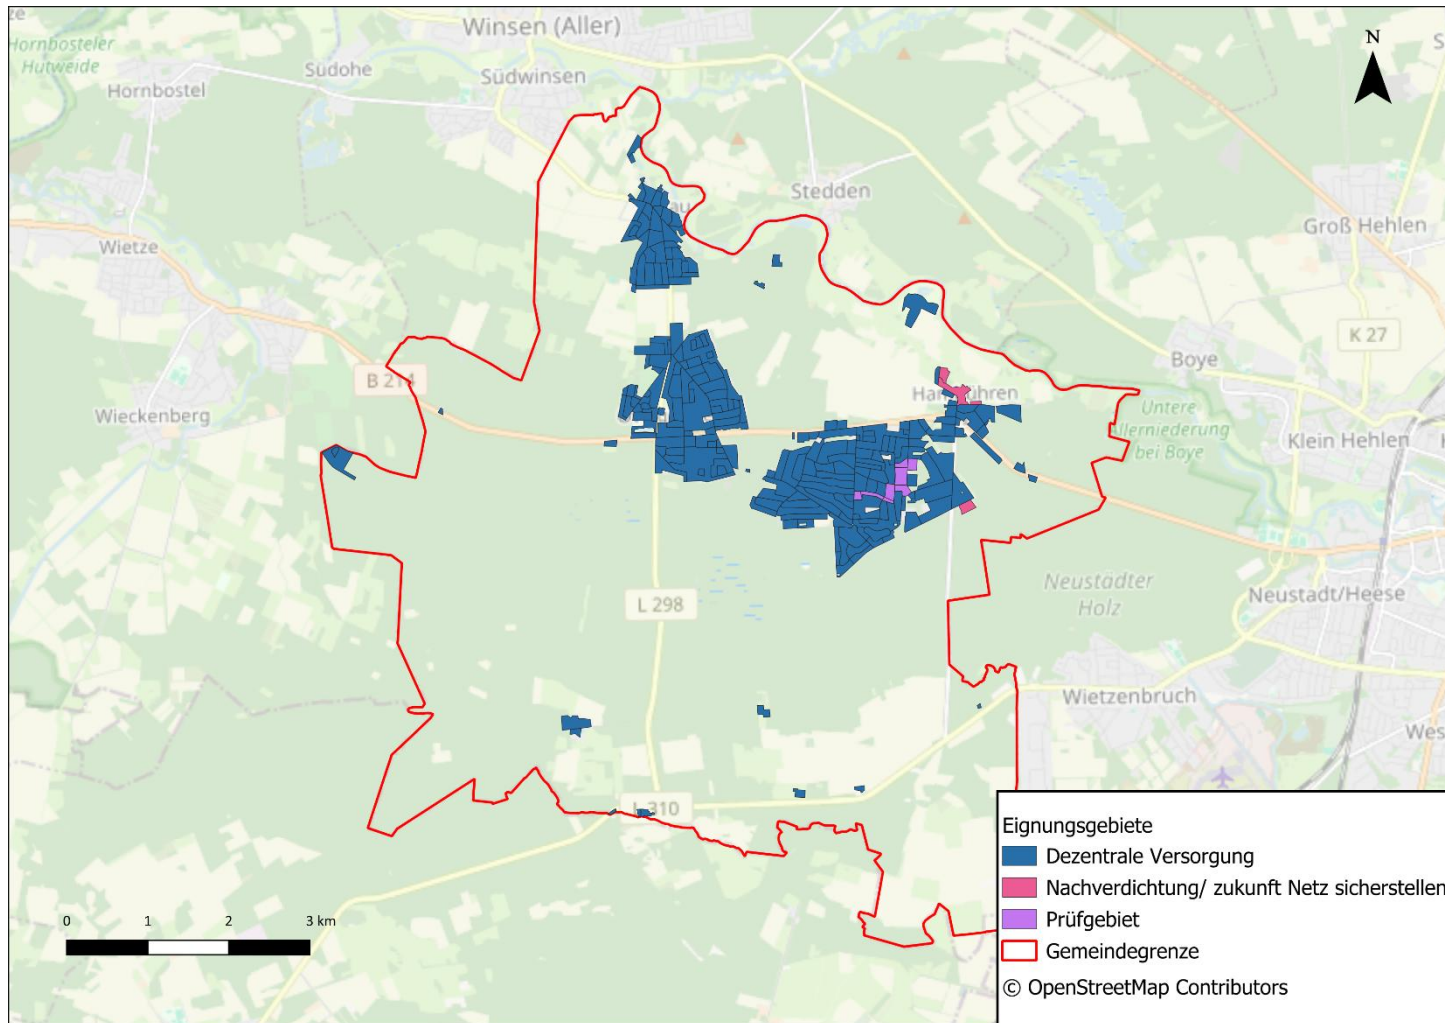 Winsen (Aller)
Hornbosteler
Hutweide
Südohe
Südwinsen
Hornbostel
N
Stedden
Groß Hehlen
Wietze
K 27
Boye
B 214
Wieckenberg
Untere
Allerniederung
bei Boye
Klein Hehlen
Neustädter
Holz
L 298
Neustadt/Heese
Wietzenbruch
L 310
Eignungsgebiete
Dezentrale Versorgung
Nachverdichtung/ zukunft Netz sicherstellen
Prüfgebiet
Gemeindegrenze
© OpenStreetMap Contributors
0 1 2 3 km